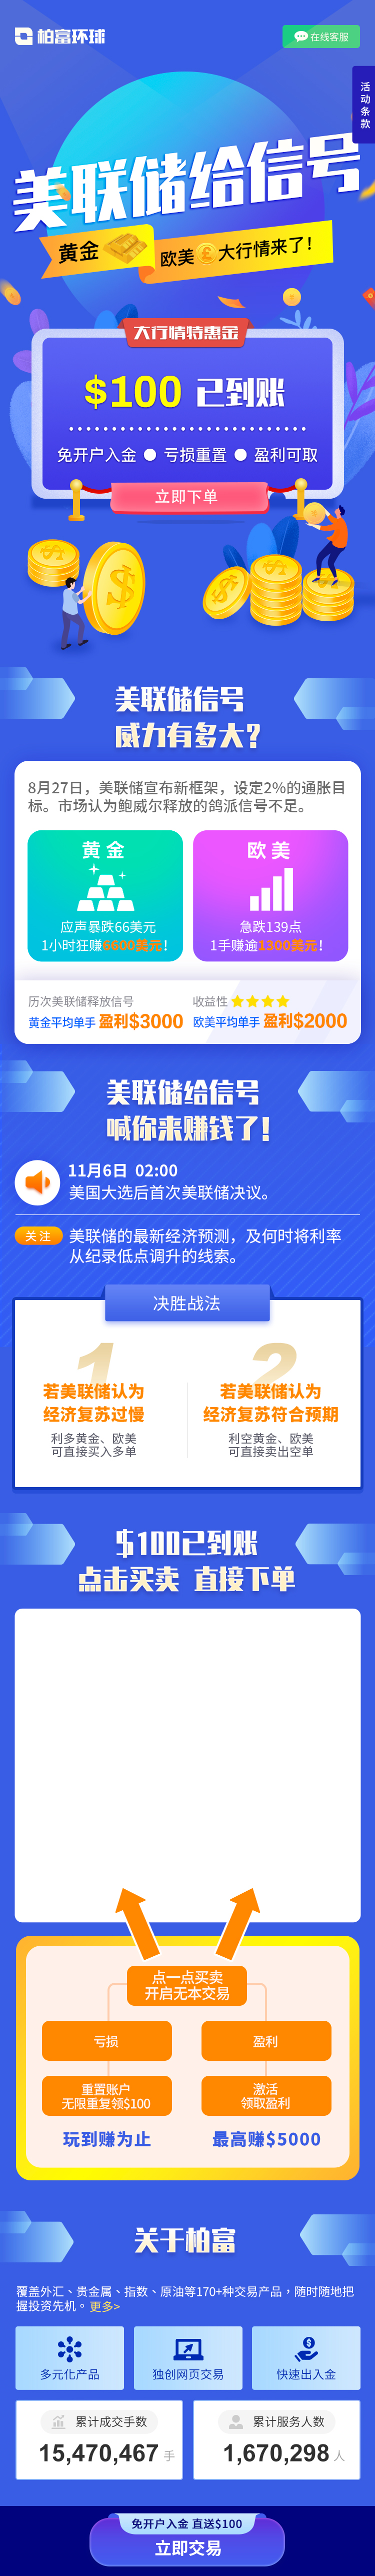 柏富环球
在线客服
活动条款
美联储给信号
黄金
欧美
大行情来了!
大行情特惠金
$100 已到账
免开户入金 ● 亏损重置 ● 盈利可取
立即下单
美联储信号
威力有多大?
8月27日，美联储宣布新框架，设定2%的通胀目
标。市场认为鲍威尔释放的鸽派信号不足。
黄金
应声暴跌66美元
1小时狂赚6600美元!
欧美
急跌139点
1手赚逾1300美元!
历次美联储释放信号
黄金平均单手 盈利$3000
收益性
欧美平均单手 盈利$2000
美联储给信号
喊你来赚钱了!
11月6日 02:00
美国大选后首次美联储决议。
关注
美联储的最新经济预测，及何时将利率
从纪录低点调升的线索。
决胜战法
1
若美联储认为
经济复苏过慢
利多黄金、欧美
可直接买入多单
2
若美联储认为
经济复苏符合预期
利空黄金、欧美
可直接卖出空单
$100已到账
点击买卖 直接下单
点一点买卖
开启无本交易
亏损
盈利
重置账户
无限重复领$100
激活
领取盈利
玩到赚为止
最高赚$5000
关于柏富
覆盖外汇、贵金属、指数、原油等170+种交易产品，随时随地把
握投资先机。更多>
多元化产品
独创网页交易
快速出入金
累计成交手数
15,470,467 手
累计服务人数
1,670,298 人
免开户入金 直送$100
立即交易